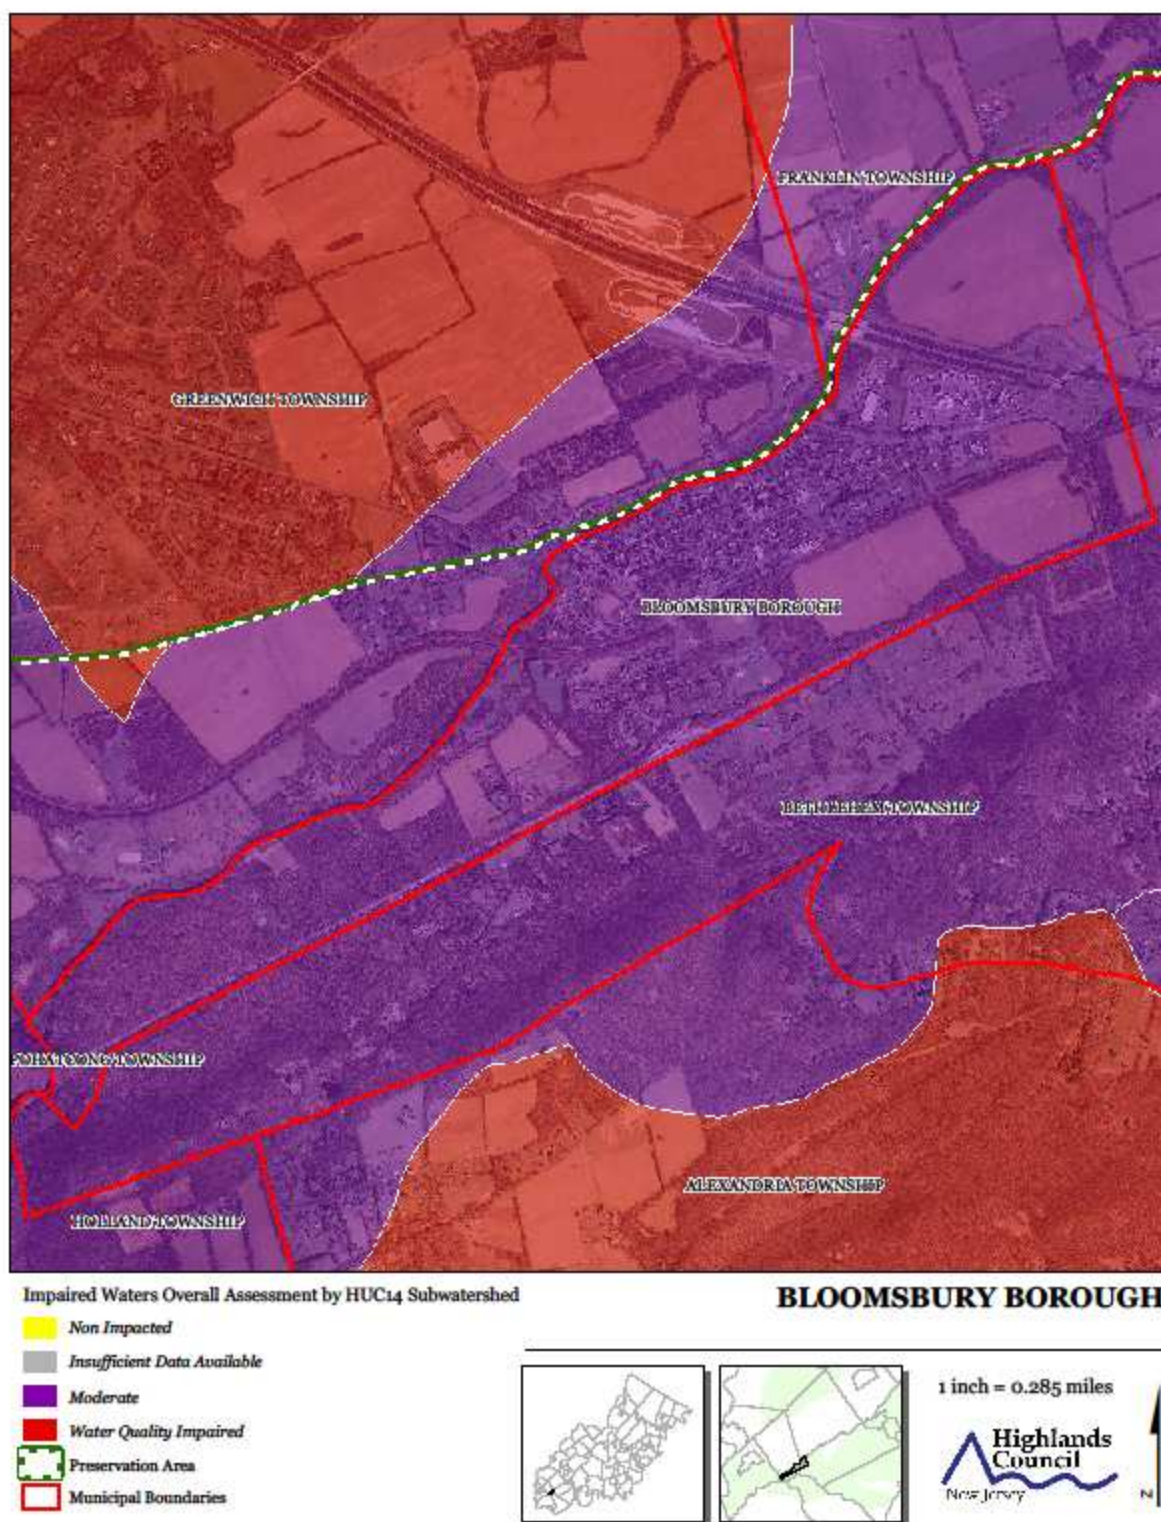 FRANKLIN TOWNSHIP
GREENWICH TOWNSHIP
BLOOMSBURY BOROUGH
BETHLEHEM TOWNSHIP
POHATCONG TOWNSHIP
ALEXANDRIA TOWNSHIP
HOLLAND TOWNSHIP
Impaired Waters Overall Assessment by HUC14 Subwatershed
Non Impacted
Insufficient Data Available
Moderate
Water Quality Impaired
Preservation Area
Municipal Boundaries
BLOOMSBURY BOROUGH
1 inch = 0.285 miles
Highlands
Council
New Jersey
N